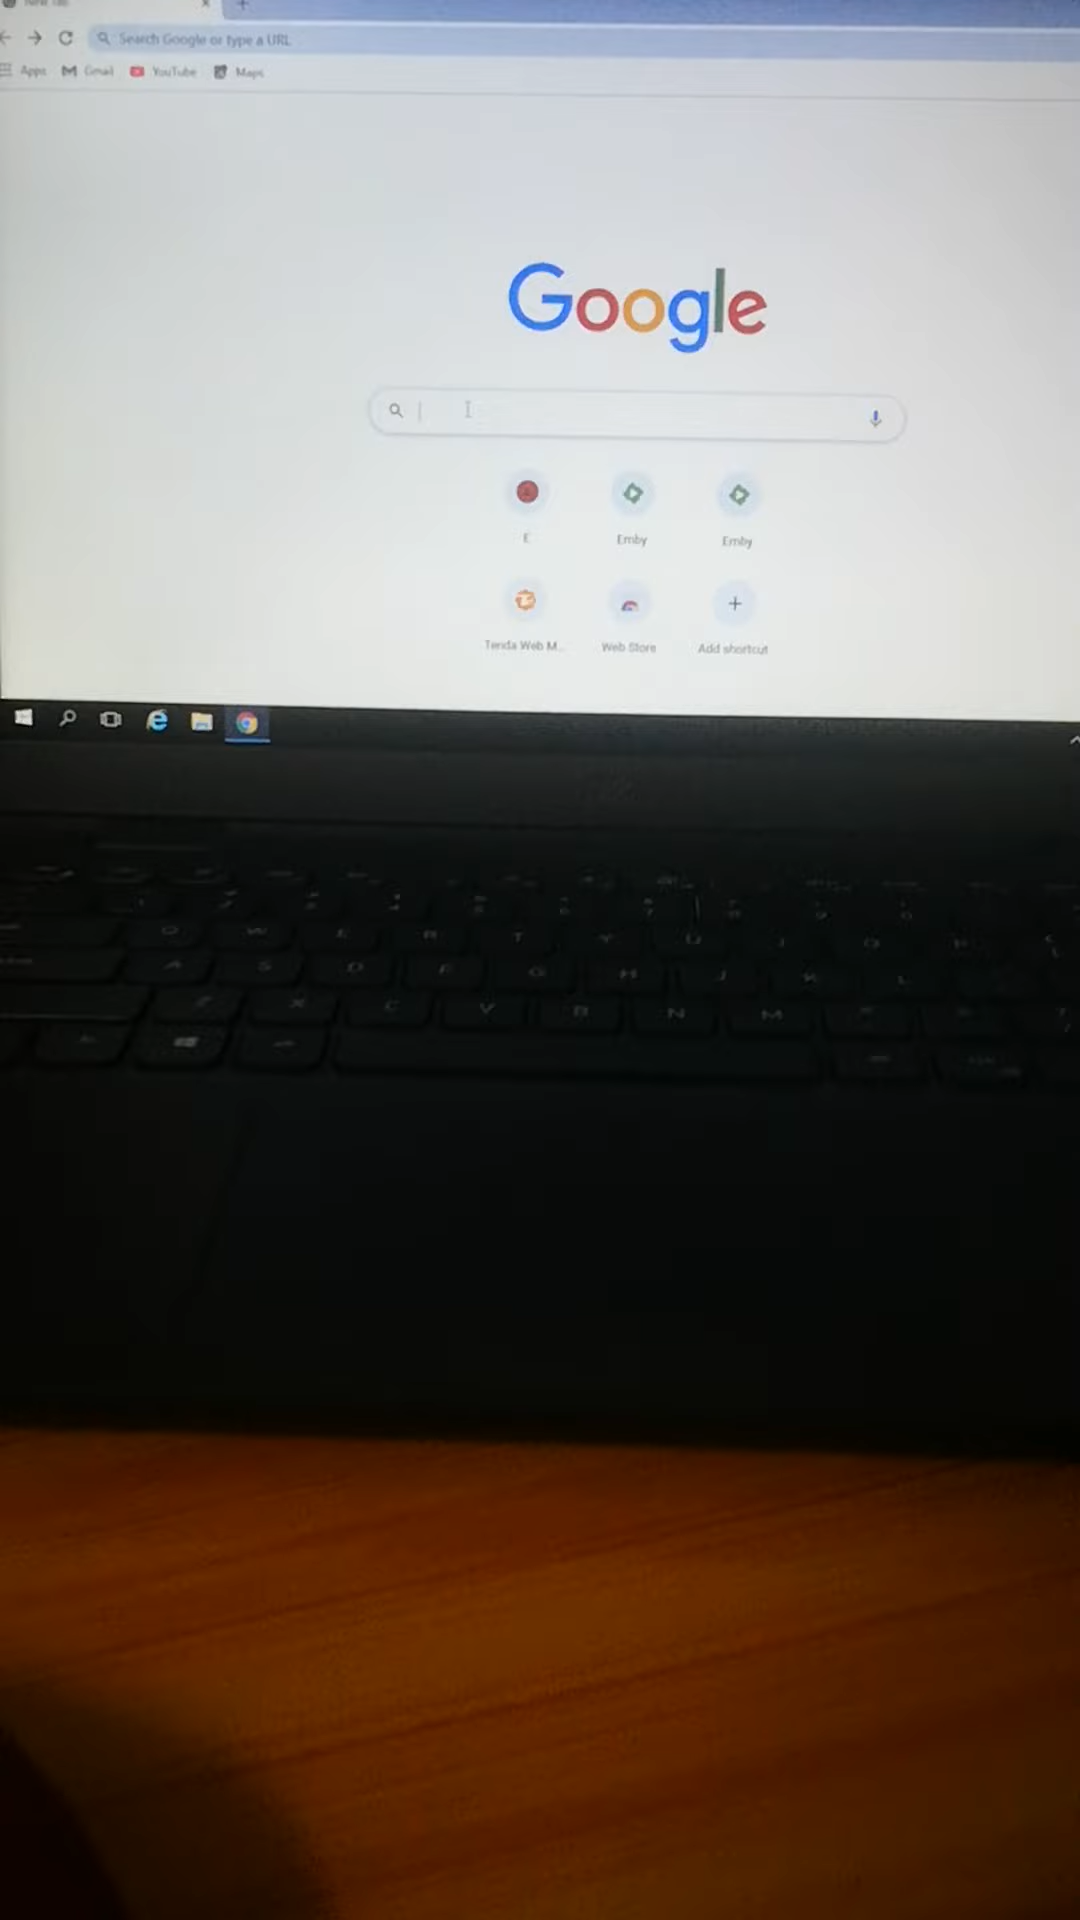 Search Google or type a URL
Apps Gmail YouTube Maps
Google
E Emby Emby
Tenda Web M... Web Store Add shortcut
W E R T Y U
A S D F G H J K L
X C V B N M